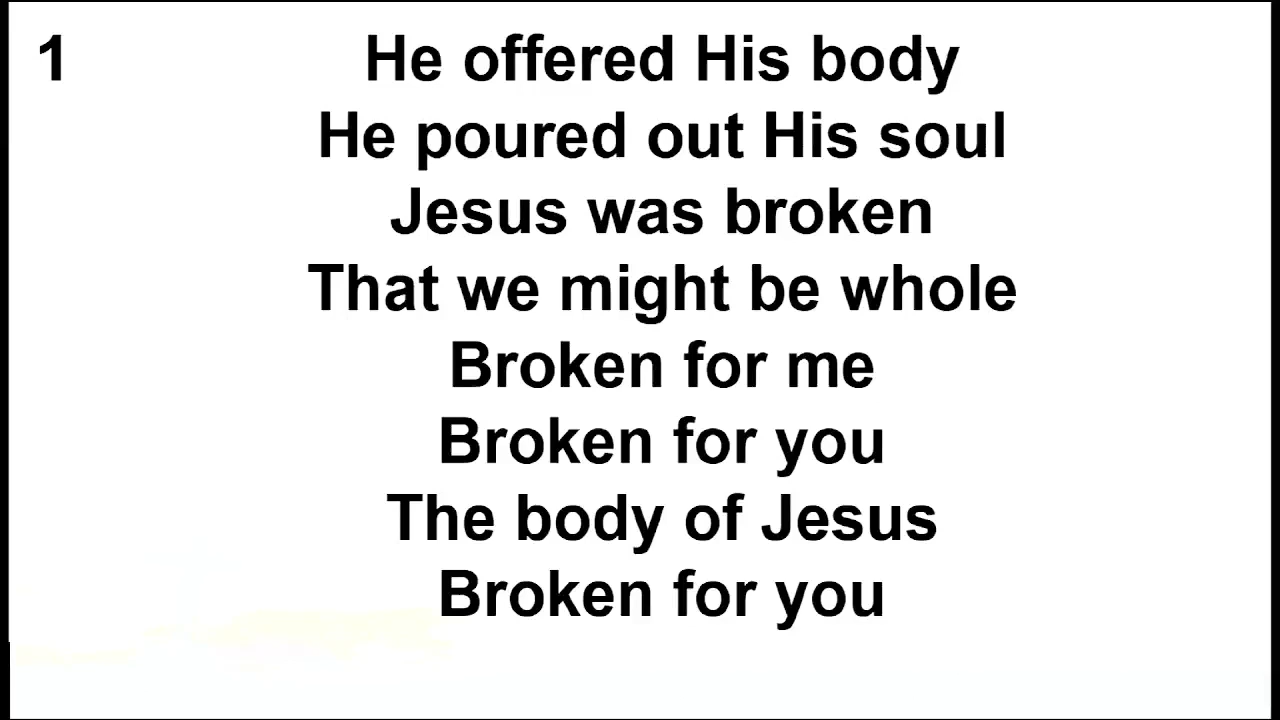 1
He offered His body
He poured out His soul
Jesus was broken
That we might be whole
Broken for me
Broken for you
The body of Jesus
Broken for you